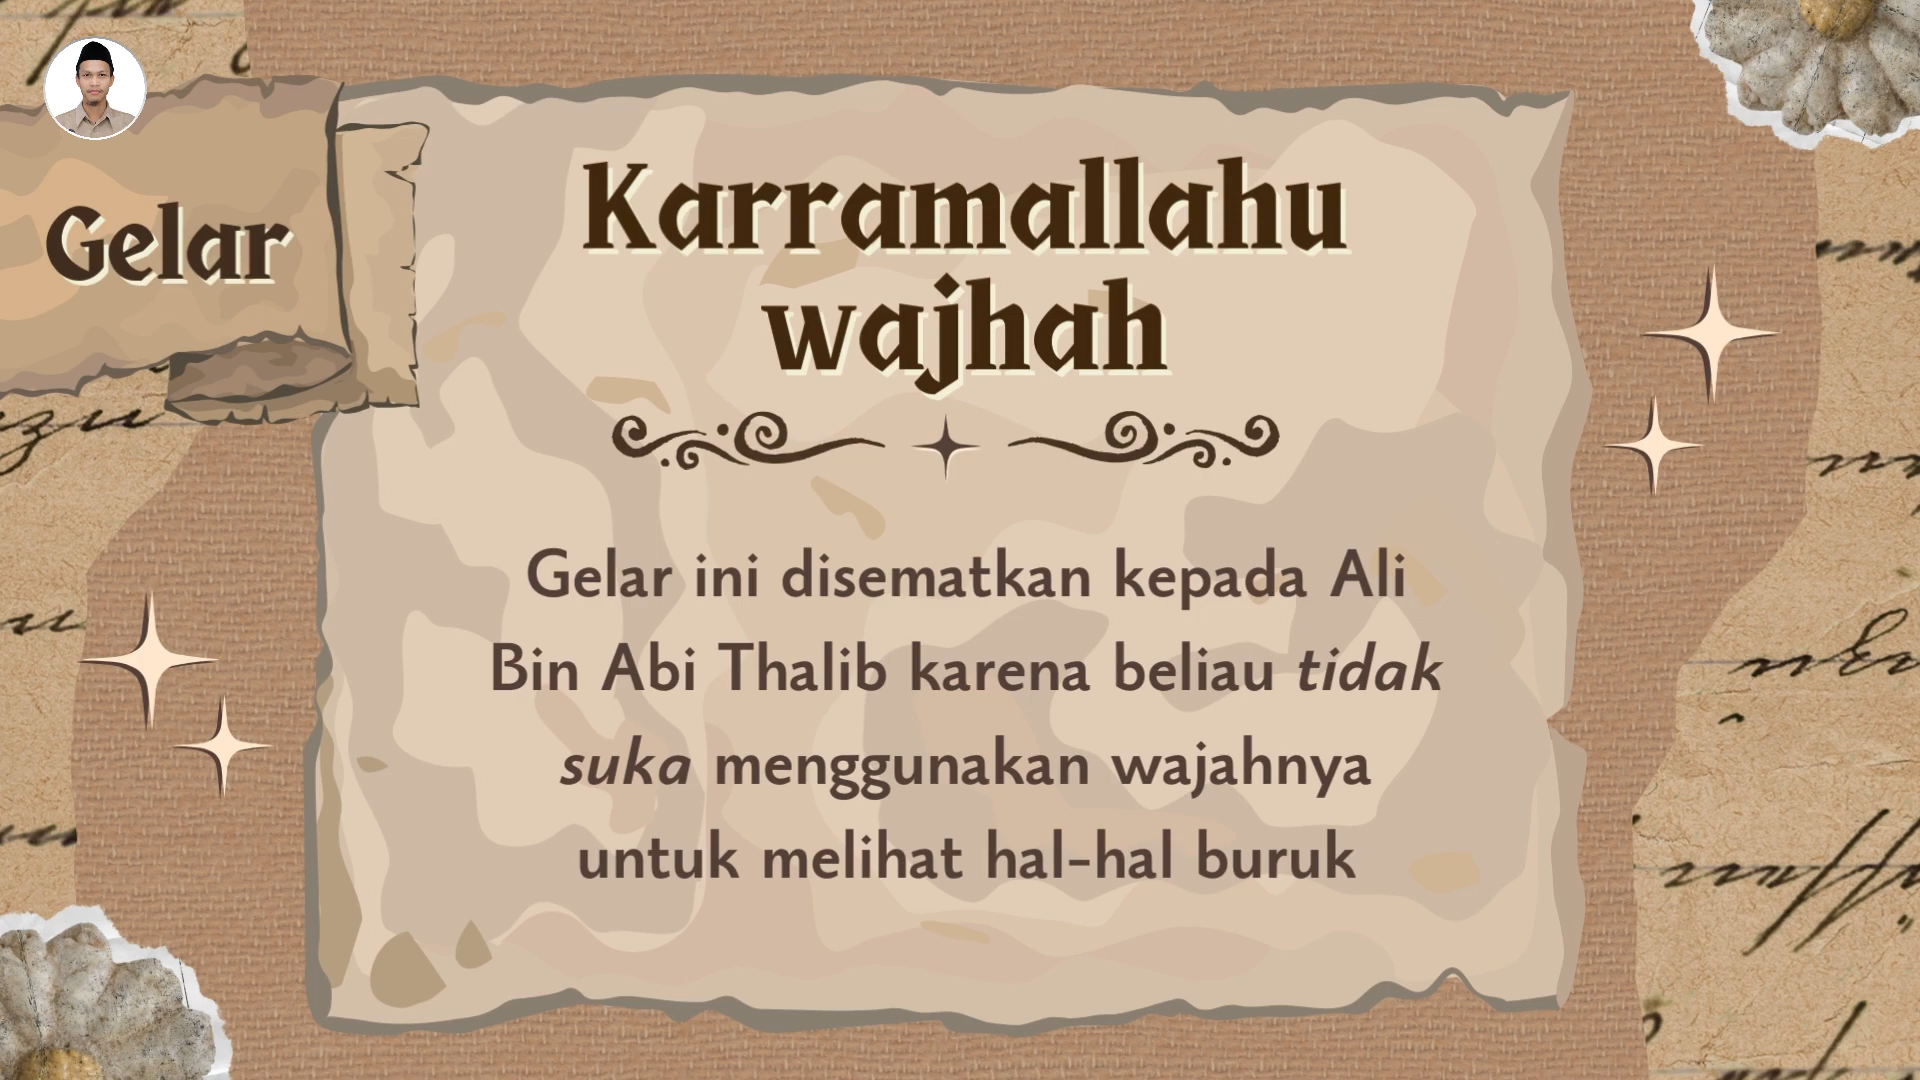 Gelar
Karramallahu
wajhah
Gelar ini disematkan kepada Ali
Bin Abi Thalib karena beliau tidak
suka menggunakan wajahnya
untuk melihat hal-hal buruk